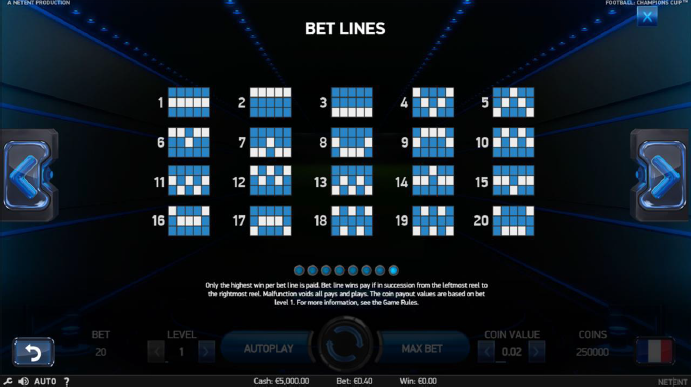 A NETENT PRODUCTION
FOOTBALL: CHAMPIONS CUP™
BET LINES
1 2 3 4 5
6 7 8 9 10
11 12 13 14 15
16 17 18 19 20
Only the highest win per bet line is paid. Bet line wins pay if in succession from the leftmost reel to
the rightmost reel. Malfunction voids all pays and plays. The coin payout values are based on bet
level 1. For more information, see the Game Rules.
BET LEVEL COIN VALUE COINS
20 1 AUTOPLAY MAX BET 0.02 250000
AUTO ? Cash: €5,000.00 Bet: €0.40 Win: €0.00 NETENT